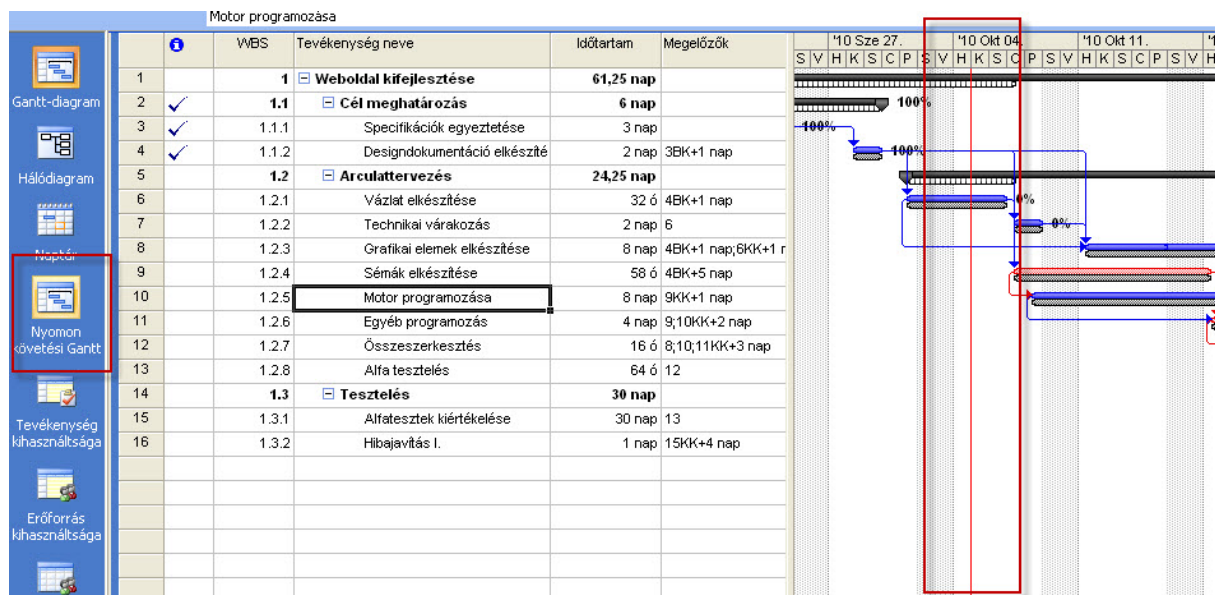 Motor programozása
WBS Tevékenység neve Időtartam Megelőzők '10 Sze 27. '10 Okt 04. '10 Okt 11.
S V H K S C P S V H K S C P S V H K S C P S V H
1 1 Weboldal kifejlesztése 61,25 nap
2 1.1 Cél meghatározás 6 nap 100%
3 1.1.1 Specifikációk egyeztetése 3 nap 100%
4 1.1.2 Designdokumentáció elkészíté 2 nap 3BK+1 nap 100%
5 1.2 Arculattervezés 24,25 nap
6 1.2.1 Vázlat elkészítése 32 ó 4BK+1 nap 0%
7 1.2.2 Technikai várakozás 2 nap 6 0%
8 1.2.3 Grafikai elemek elkészítése 8 nap 4BK+1 nap;6KK+1 r
9 1.2.4 Sémák elkészítése 58 ó 4BK+5 nap
10 1.2.5 Motor programozása 8 nap 9KK+1 nap
11 1.2.6 Egyéb programozás 4 nap 9;10KK+2 nap
12 1.2.7 Összeszerkesztés 16 ó 8;10;11KK+3 nap
13 1.2.8 Alfa tesztelés 64 ó 12
14 1.3 Tesztelés 30 nap
15 1.3.1 Alfatesztek kiértékelése 30 nap 13
16 1.3.2 Hibajavítás I. 1 nap 15KK+4 nap
Gantt-diagram
Hálódiagram
Naptár
Nyomon
követési Gantt
Tevékenység
kihasználtsága
Erőforrás
kihasználtsága